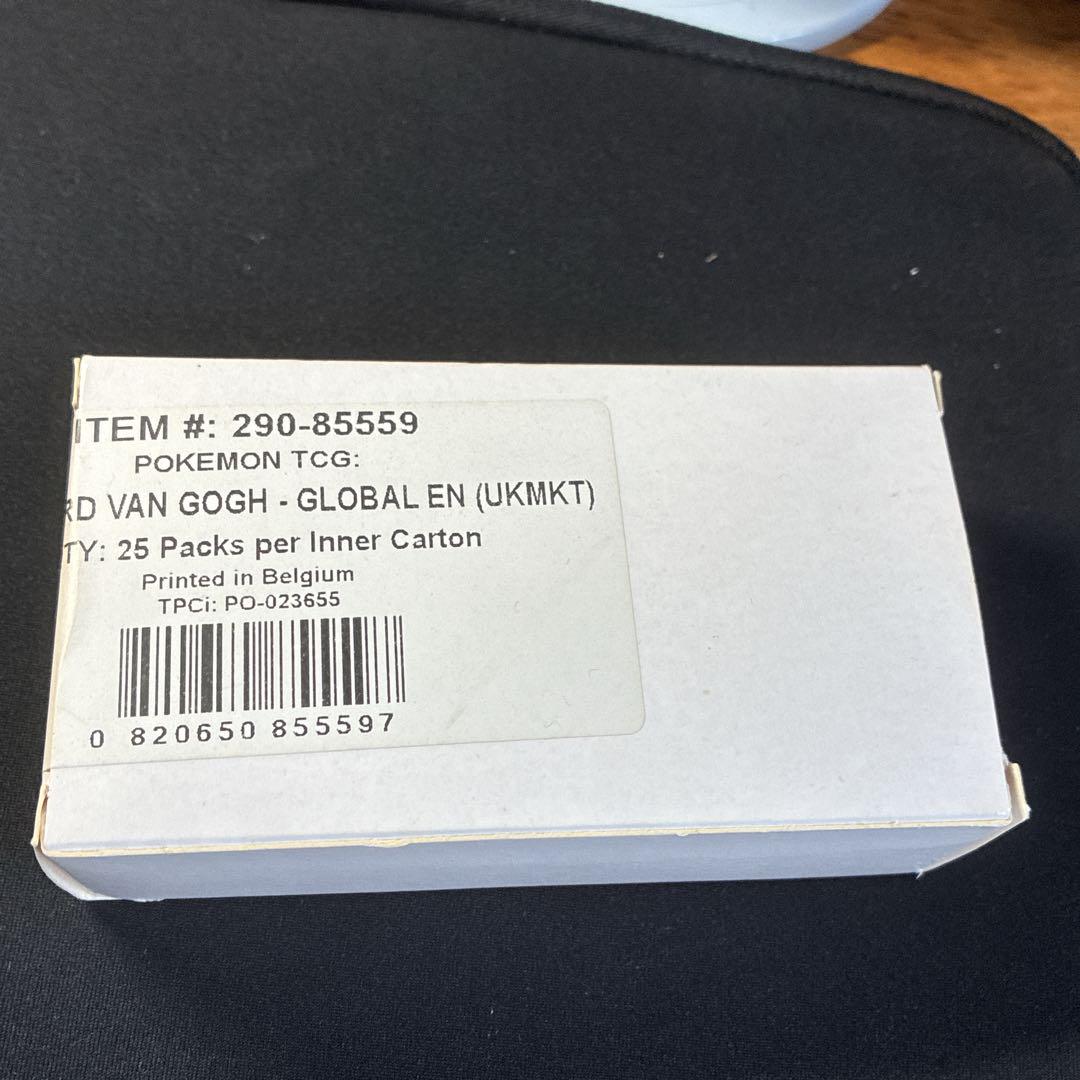 ITEM #: 290-85559
POKEMON TCG:
RD VAN GOGH - GLOBAL EN (UKMKT)
TY: 25 Packs per Inner Carton
Printed in Belgium
TPCi: PO-023655
0 820650 855597